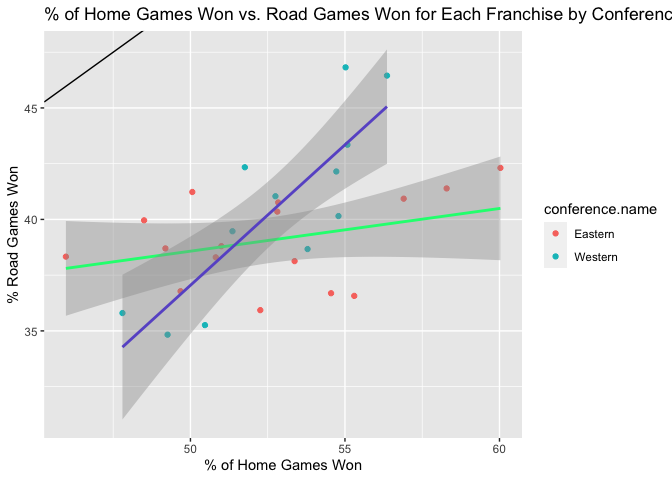 % of Home Games Won vs. Road Games Won for Each Franchise by Conferenc
45
40
35
% Road Games Won
50
55
60
% of Home Games Won
conference.name
Eastern
Western